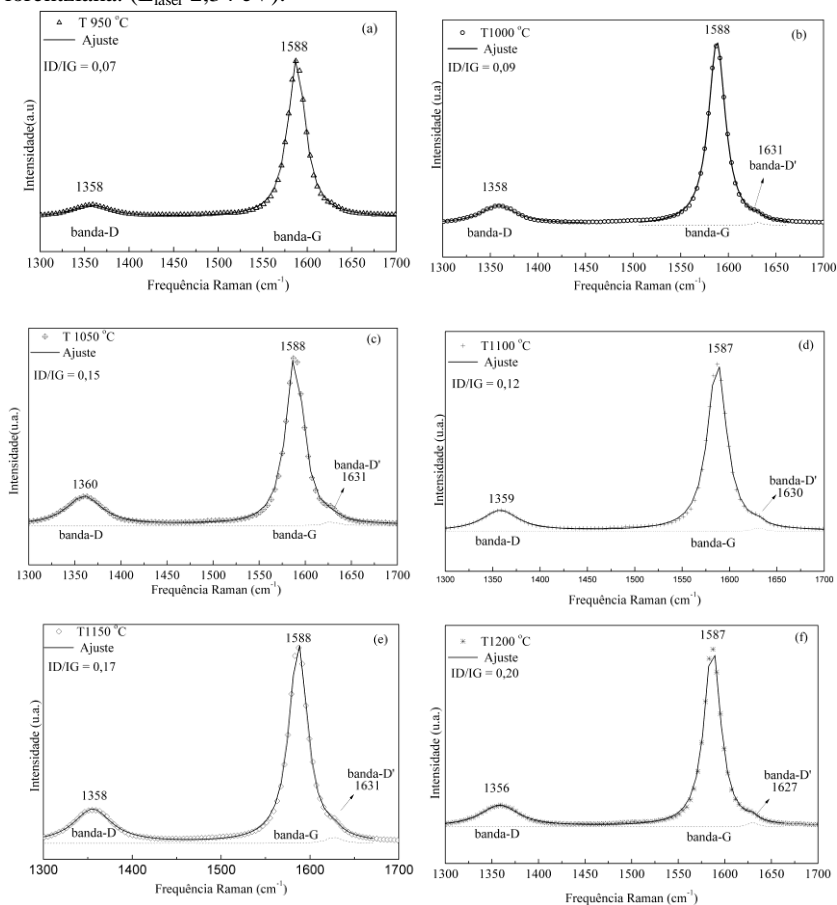 T 950 °C
Ajuste
ID/IG = 0,07
(a)
1588
1358
banda-D
banda-G
Intensidade(a.u)
1300 1350 1400 1450 1500 1550 1600 1650 1700
Frequência Raman (cm-1)
T1000 °C
Ajuste
ID/IG = 0,09
(b)
1588
1631
banda-D'
1358
banda-D
banda-G
Intensidade (u.a)
1300 1350 1400 1450 1500 1550 1600 1650 1700
Frequência Raman (cm-1)
T 1050 °C
Ajuste
ID/IG = 0,15
(c)
1588
banda-D'
1631
1360
banda-D
banda-G
Intensidade(u.a.)
1300 1350 1400 1450 1500 1550 1600 1650 1700
Frequência Raman (cm-1)
T1100 °C
Ajuste
ID/IG = 0,12
(d)
1587
banda-D'
1630
1359
banda-D
banda-G
Intensidade (u.a.)
1300 1350 1400 1450 1500 1550 1600 1650 1700
Frequência Raman (cm-1)
T1150 °C
Ajuste
ID/IG = 0,17
(e)
1588
banda-D'
1631
1358
banda-D
banda-G
Intensidade (u.a.)
1300 1350 1400 1450 1500 1550 1600 1650 1700
Frequência Raman (cm-1)
T1200 °C
Ajuste
ID/IG = 0,20
(f)
1587
banda-D'
1627
1356
banda-D
banda-G
Intensidade (u.a.)
1300 1350 1400 1450 1500 1550 1600 1650 1700
Frequência Raman (cm-1)